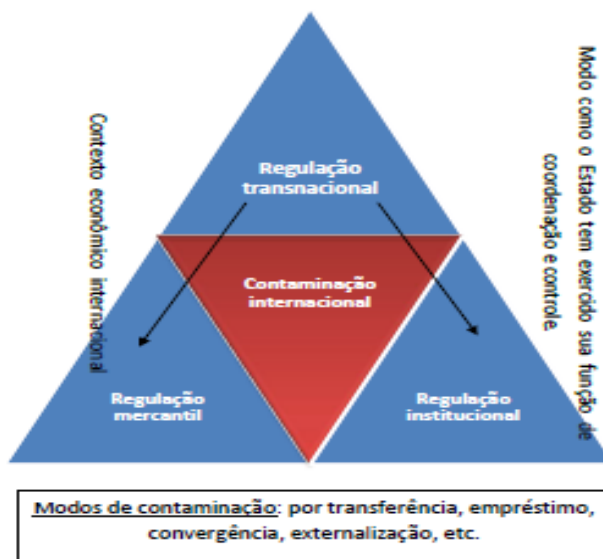 Regulação
transnacional
Contexto econômico internacional
Modo como o Estado tem exercido sua função de
coordenação e controle.
Contaminação
internacional
Regulação
mercantil
Regulação
institucional
Modos de contaminação: por transferência, empréstimo,
convergência, externalização, etc.